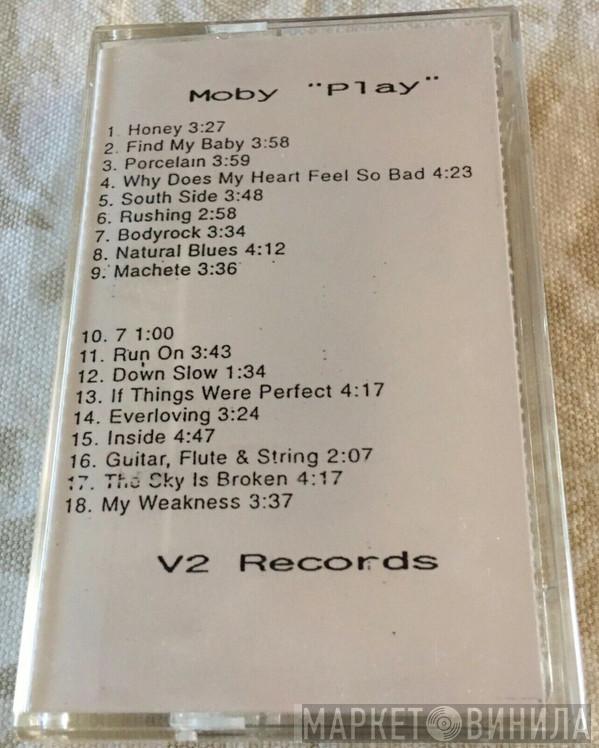 Moby "Play"
1. Honey 3:27
2. Find My Baby 3:58
3. Porcelain 3:59
4. Why Does My Heart Feel So Bad 4:23
5. South Side 3:48
6. Rushing 2:58
7. Bodyrock 3:34
8. Natural Blues 4:12
9. Machete 3:36
10. 7 1:00
11. Run On 3:43
12. Down Slow 1:34
13. If Things Were Perfect 4:17
14. Everloving 3:24
15. Inside 4:47
16. Guitar, Flute & String 2:07
17. The Sky Is Broken 4:17
18. My Weakness 3:37
V2 Records
МАРКЕТ ВИНИЛА